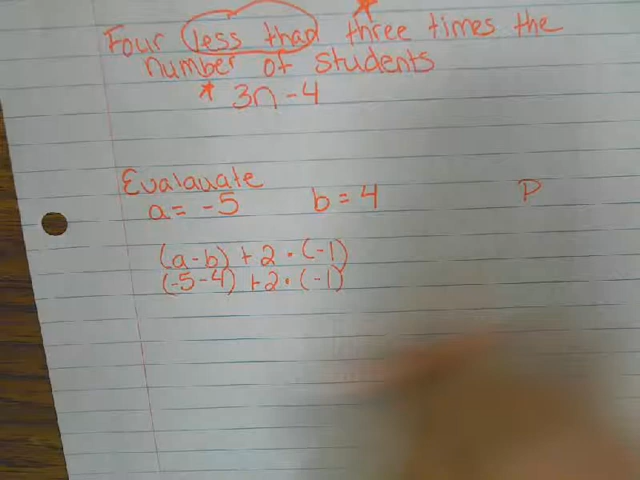 Four less than three times the
number of students
* 3n - 4
Evalauate
a = -5 b = 4 P
(a - b) + 2 · (-1)
(-5 - 4) + 2 · (-1)